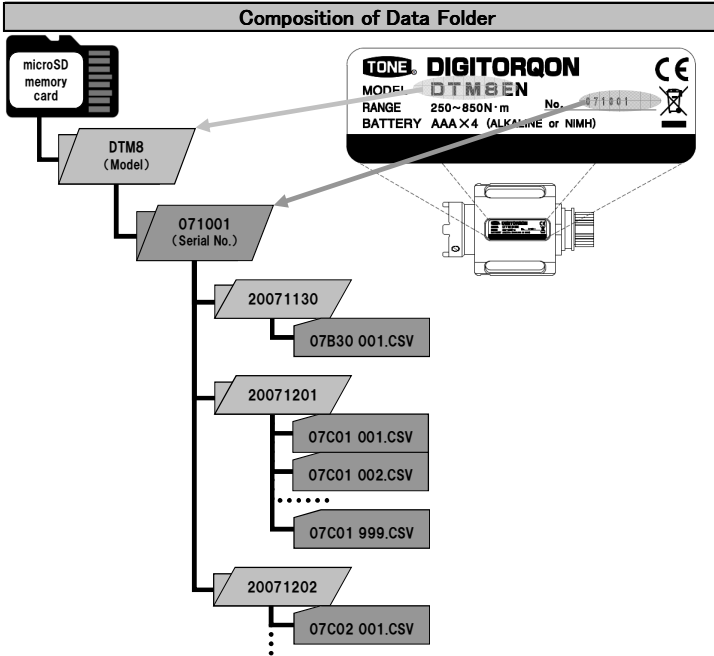 Composition of Data Folder
microSD
memory
card
TONE® DIGITORQON
MODEL DTM8EN
RANGE 250~850N·m No. 071001
BATTERY AAA×4 (ALKALINE or NIMH)
CE
DTM8
(Model)
071001
(Serial No.)
20071130
07B30 001.CSV
20071201
07C01 001.CSV
07C01 002.CSV
07C01 999.CSV
20071202
07C02 001.CSV